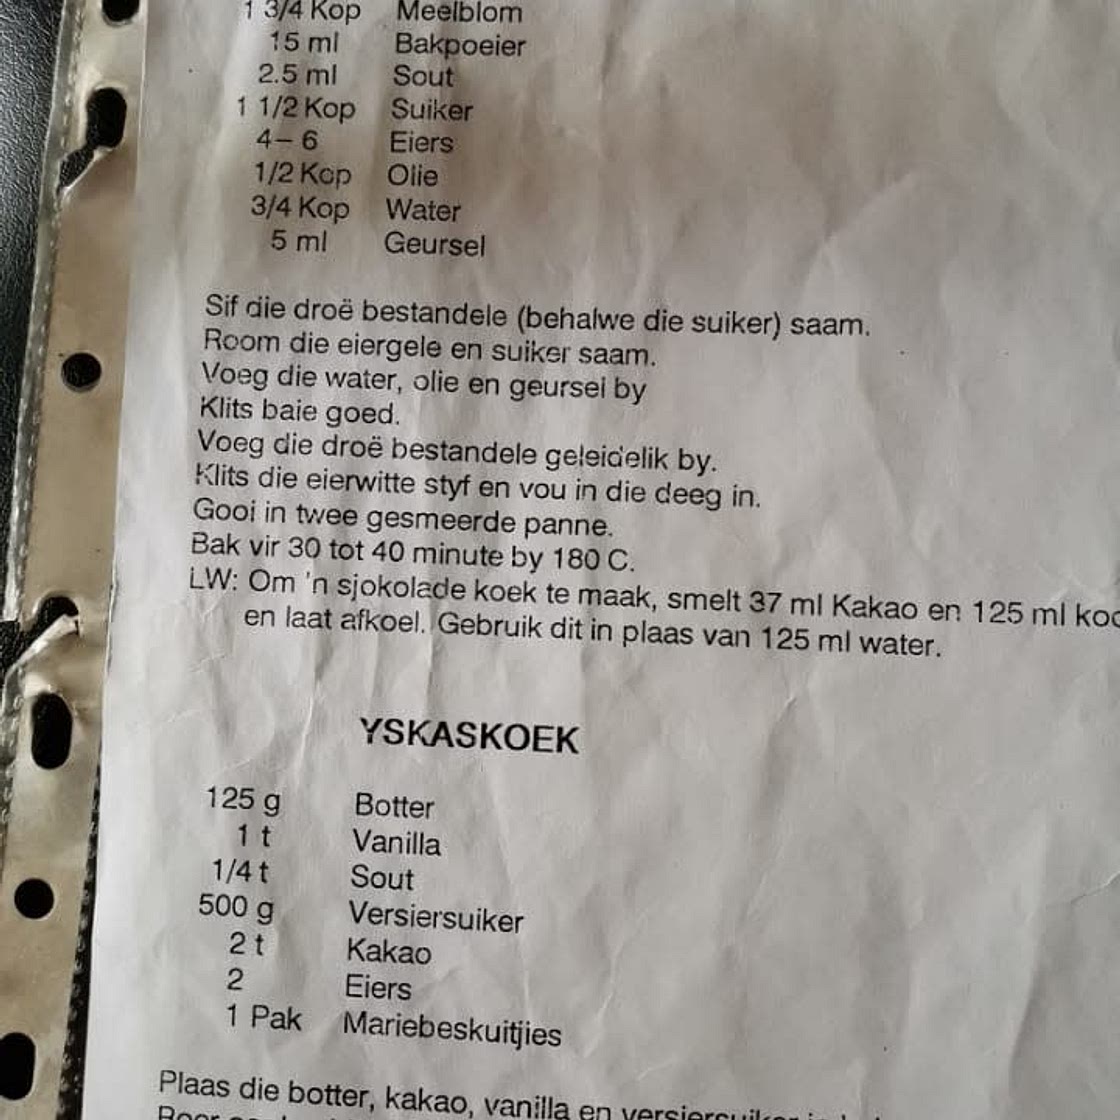 1 3/4 Kop Meelblom
15 ml Bakpoeier
2.5 ml Sout
1 1/2 Kop Suiker
4– 6 Eiers
1/2 Kop Olie
3/4 Kop Water
5 ml Geursel
Sif die droë bestandele (behalwe die suiker) saam.
Room die eiergele en suiker saam.
Voeg die water, olie en geursel by
Klits baie goed.
Voeg die droë bestandele geleidelik by.
Klits die eierwitte styf en vou in die deeg in.
Gooi in twee gesmeerde panne.
Bak vir 30 tot 40 minute by 180 C.
LW: Om 'n sjokolade koek te maak, smelt 37 ml Kakao en 125 ml
en laat afkoel. Gebruik dit in plaas van 125 ml water.
YSKASKOEK
125 g Botter
1 t Vanilla
1/4 t Sout
500 g Versiersuiker
2 t Kakao
2 Eiers
1 Pak Mariebeskuitjies
Plaas die botter, kakao, vanilla en versiersuiker